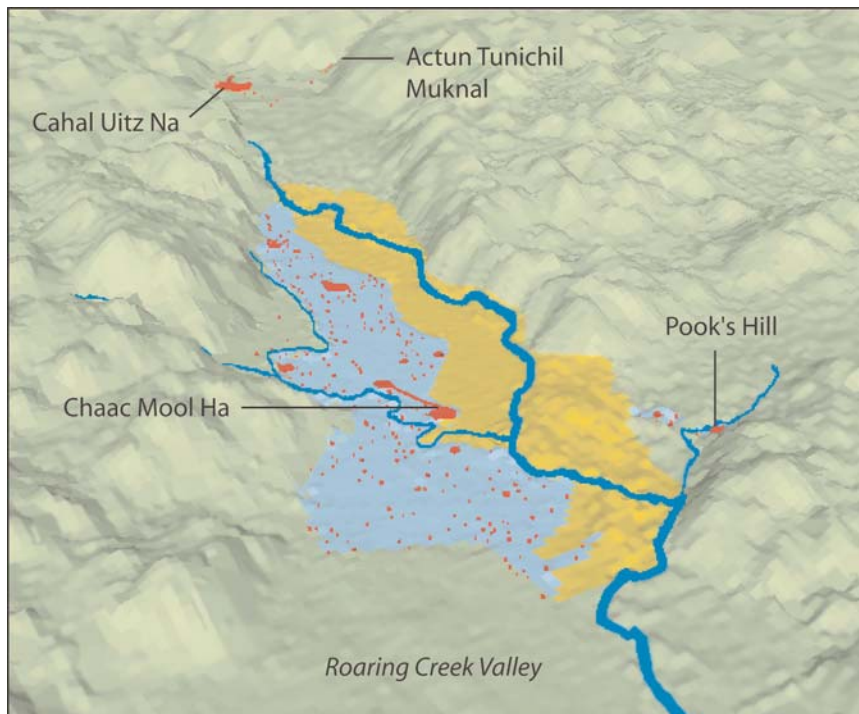 Actun Tunichil
Muknal
Cahal Uitz Na
Pook's Hill
Chaac Mool Ha
Roaring Creek Valley